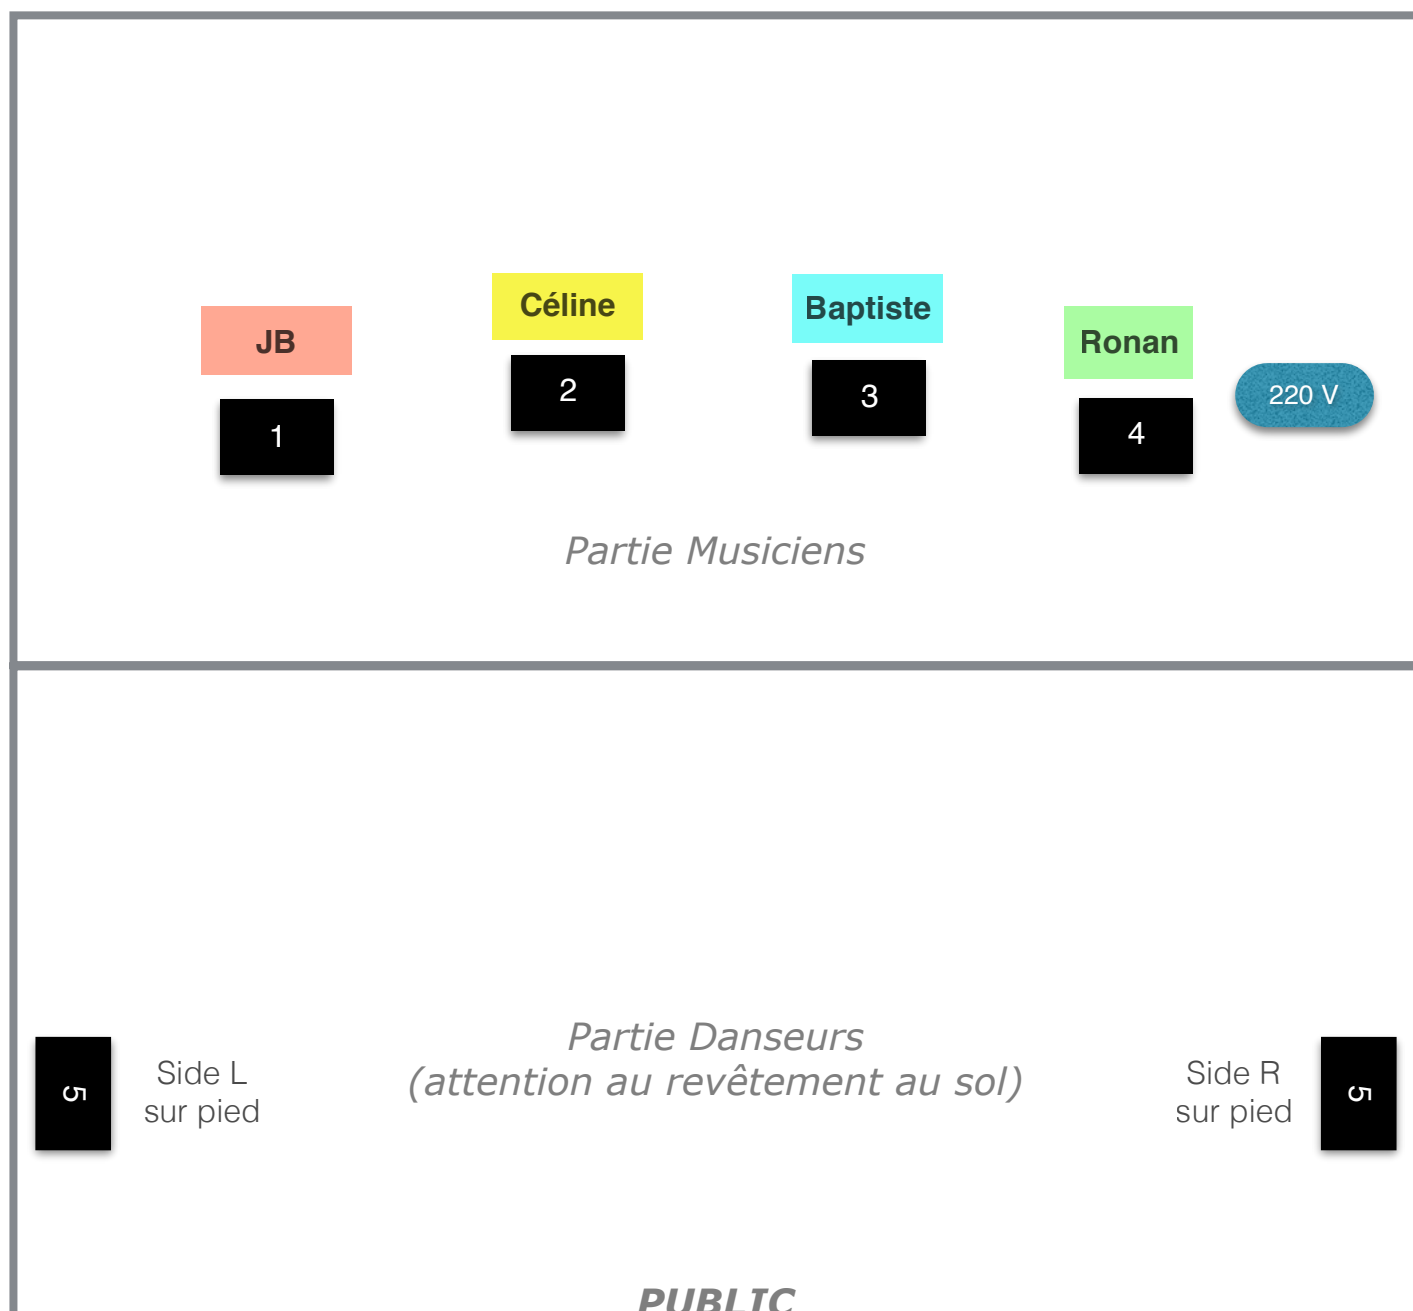 JB
Céline
Baptiste
Ronan
1
2
3
4
220 V
Partie Musiciens
5
Side L
sur pied
Partie Danseurs
(attention au revêtement au sol)
Side R
sur pied
5
PUBLIC